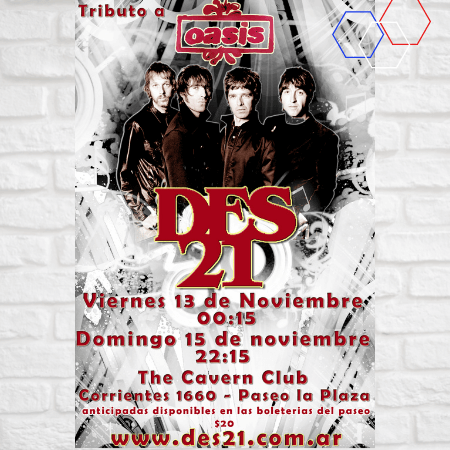 Tributo a
oasis
DES
21
Viernes 13 de Noviembre
00:15
Domingo 15 de noviembre
22:15
The Cavern Club
Corrientes 1660 - Paseo la Plaza
anticipadas disponibles en las boleterias del paseo
$20
www.des21.com.ar